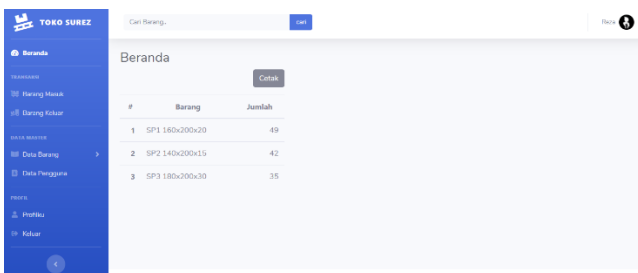 TOKO SUREZ
Cari Barang..
cari
Reza
Beranda
TRANSAKSI
Barang Masuk
Barang Keluar
DATA MASTER
Data Barang
Data Pengguna
PROFIL
Profilku
Keluar
Beranda
Cetak
# Barang Jumlah
1 SP1 160x200x20 49
2 SP2 140x200x15 42
3 SP3 180x200x30 35